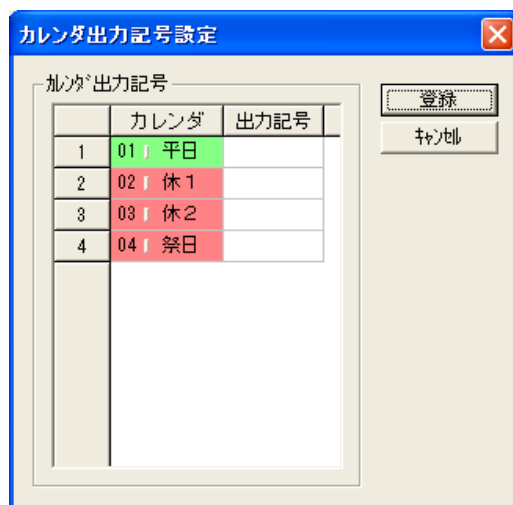 カレンダ出力記号設定
ｶﾚﾝﾀﾞ出力記号
登録
ｷｬﾝｾﾙ
カレンダ 出力記号
1 01 平日
2 02 休１
3 03 休２
4 04 祭日